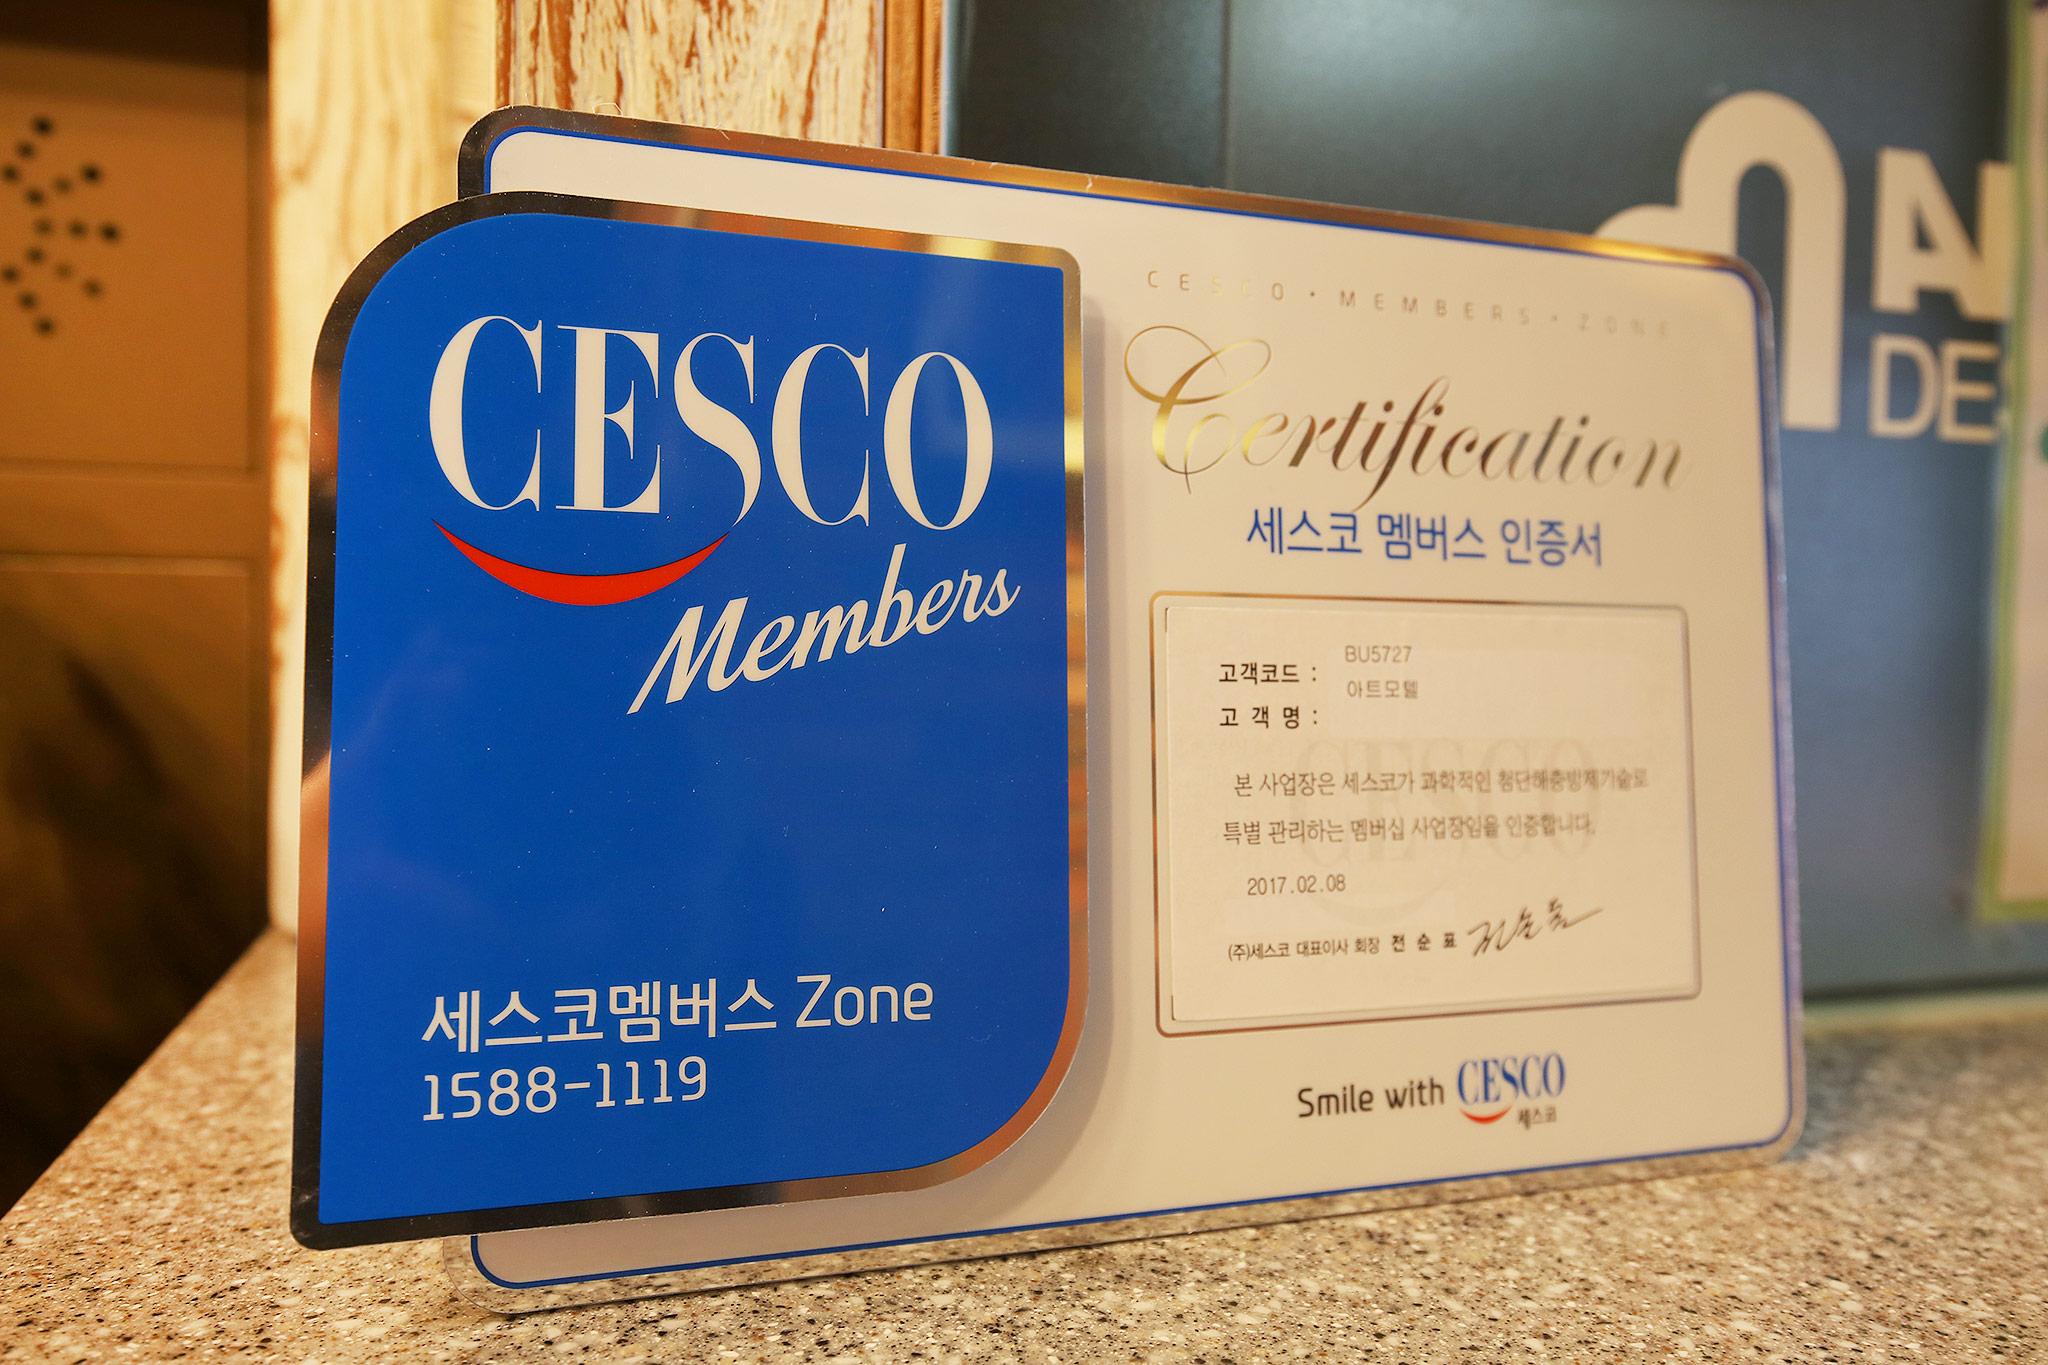 CESCO
Members
세스코멤버스 Zone
1588-1119
CESCO · MEMBERS · ZONE
Certification
세스코 멤버스 인증서
고객코드 : BU5727
아트모텔
고 객 명 :
본 사업장은 세스코가 과학적인 첨단해충방제기술로
특별 관리하는 멤버십 사업장임을 인증합니다.
2017.02.08
(주)세스코 대표이사 회장 전 순 표
Smile with CESCO
세스코
CESCO